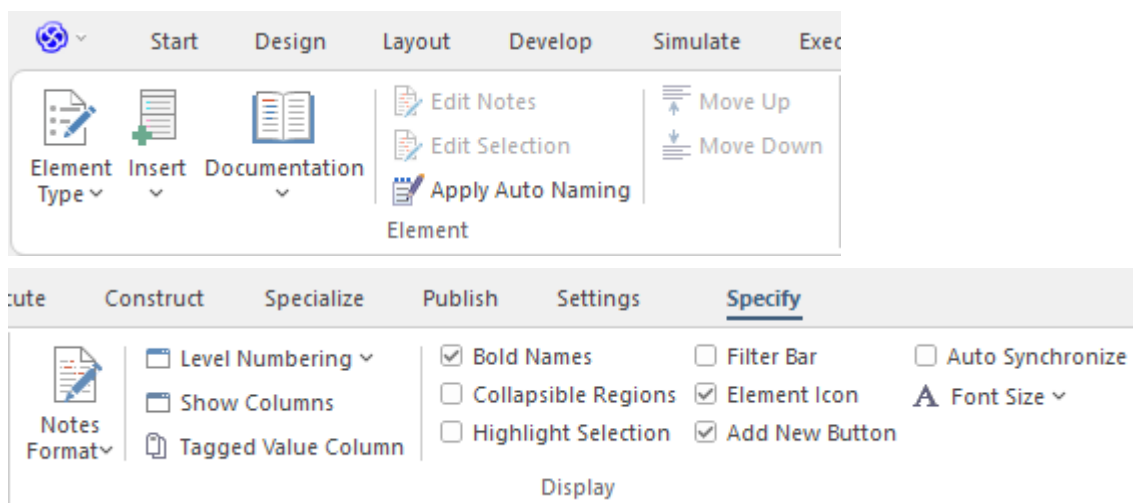 Start Design Layout Develop Simulate Exec
Edit Notes Move Up
Edit Selection Move Down
Element Insert Documentation
Type
Apply Auto Naming
Element
cute Construct Specialize Publish Settings Specify
Level Numbering Bold Names Filter Bar Auto Synchronize
Show Columns Collapsible Regions Element Icon Font Size
Notes
Format
Tagged Value Column Highlight Selection Add New Button
Display